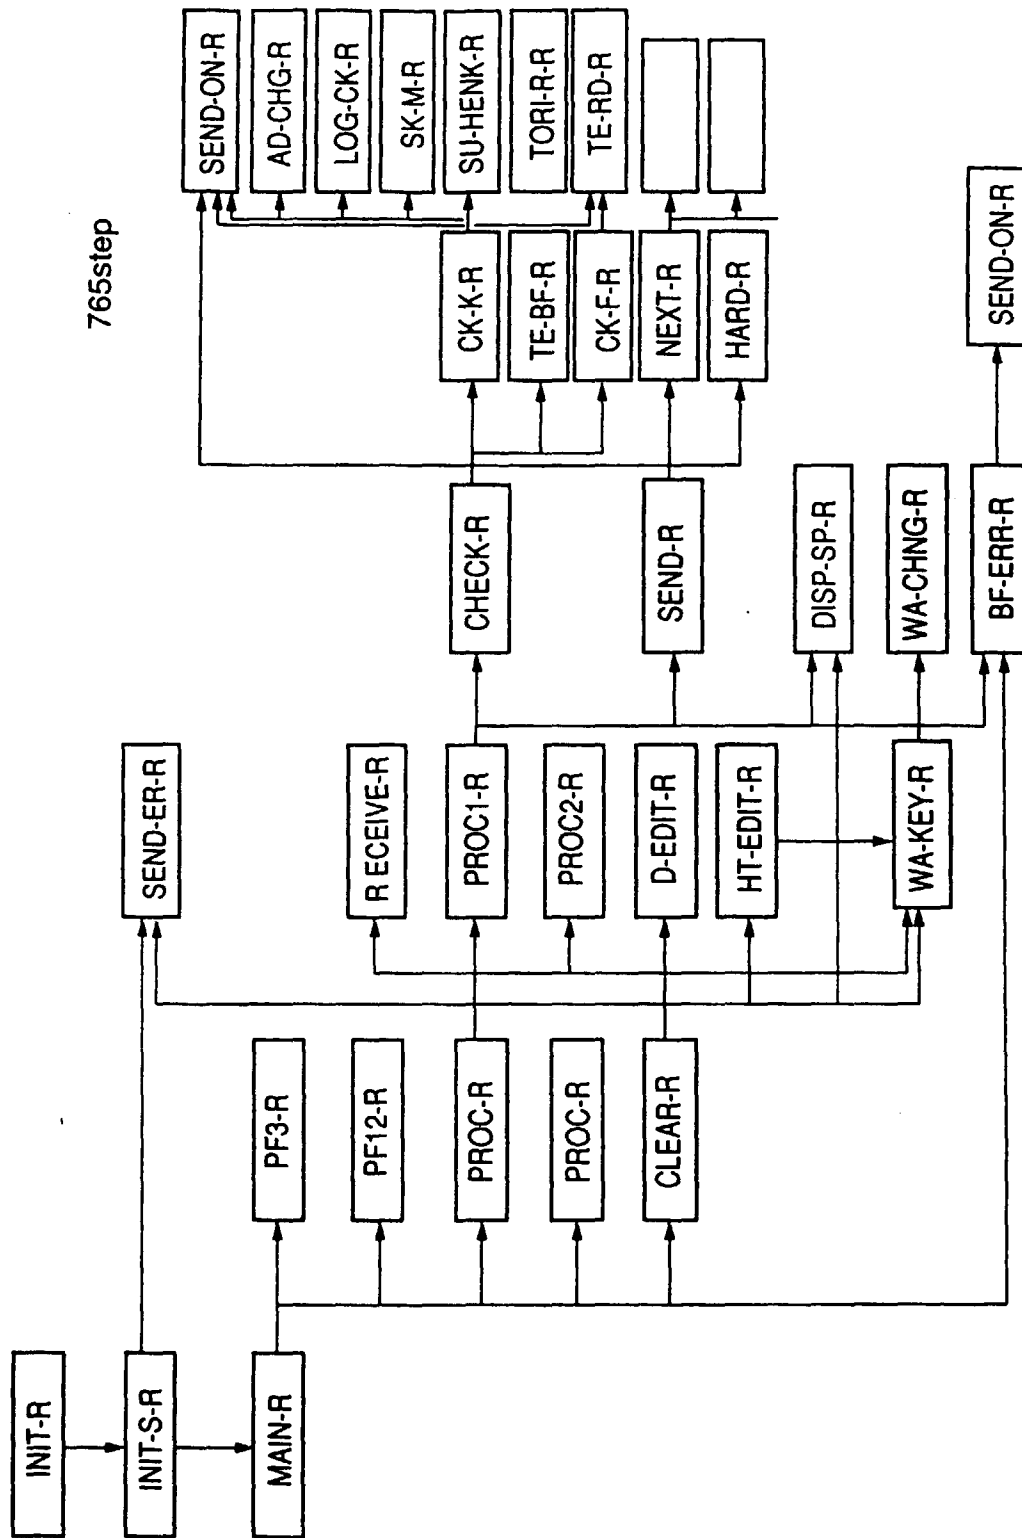 765step
INIT-R
INIT-S-R
MAIN-R
PF3-R
PF12-R
PROC-R
PROC-R
CLEAR-R
SEND-ER-R
R ECEIVE-R
PROC1-R
PROC2-R
D-EDIT-R
HT-EDIT-R
WA-KEY-R
CHECK-R
SEND-R
DISP-SP-R
WA-CHNG-R
BF-ERR-R
CK-K-R
TE-BF-R
CK-F-R
NEXT-R
HARD-R
SEND-ON-R
SEND-ON-R
AD-CHG-R
LOG-CK-R
SK-M-R
SU-HENK-R
TORI-R-R
TE-RD-R